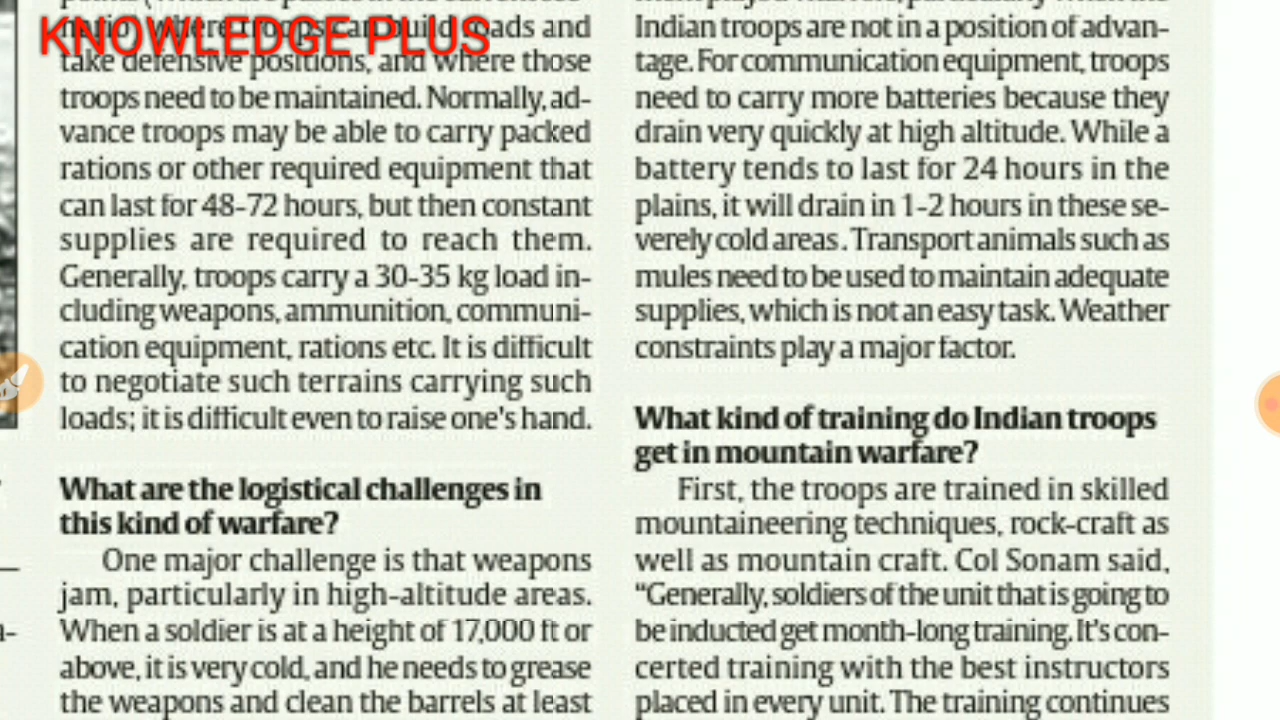 KNOWLEDGE PLUS
take defensive positions, and where those
troops need to be maintained. Normally, ad-
vance troops may be able to carry packed
rations or other required equipment that
can last for 48-72 hours, but then constant
supplies are required to reach them.
Generally, troops carry a 30-35 kg load in-
cluding weapons, ammunition, communi-
cation equipment, rations etc. It is difficult
to negotiate such terrains carrying such
loads; it is difficult even to raise one's hand.
What are the logistical challenges in
this kind of warfare?
One major challenge is that weapons
jam, particularly in high-altitude areas.
When a soldier is at a height of 17,000 ft or
above, it is very cold, and he needs to grease
the weapons and clean the barrels at least
Indian troops are not in a position of advan-
tage. For communication equipment, troops
need to carry more batteries because they
drain very quickly at high altitude. While a
battery tends to last for 24 hours in the
plains, it will drain in 1-2 hours in these se-
verely cold areas. Transport animals such as
mules need to be used to maintain adequate
supplies, which is not an easy task. Weather
constraints play a major factor.
What kind of training do Indian troops
get in mountain warfare?
First, the troops are trained in skilled
mountaineering techniques, rock-craft as
well as mountain craft. Col Sonam said,
“Generally, soldiers of the unit that is going to
be inducted get month-long training. It's con-
certed training with the best instructors
placed in every unit. The training continues